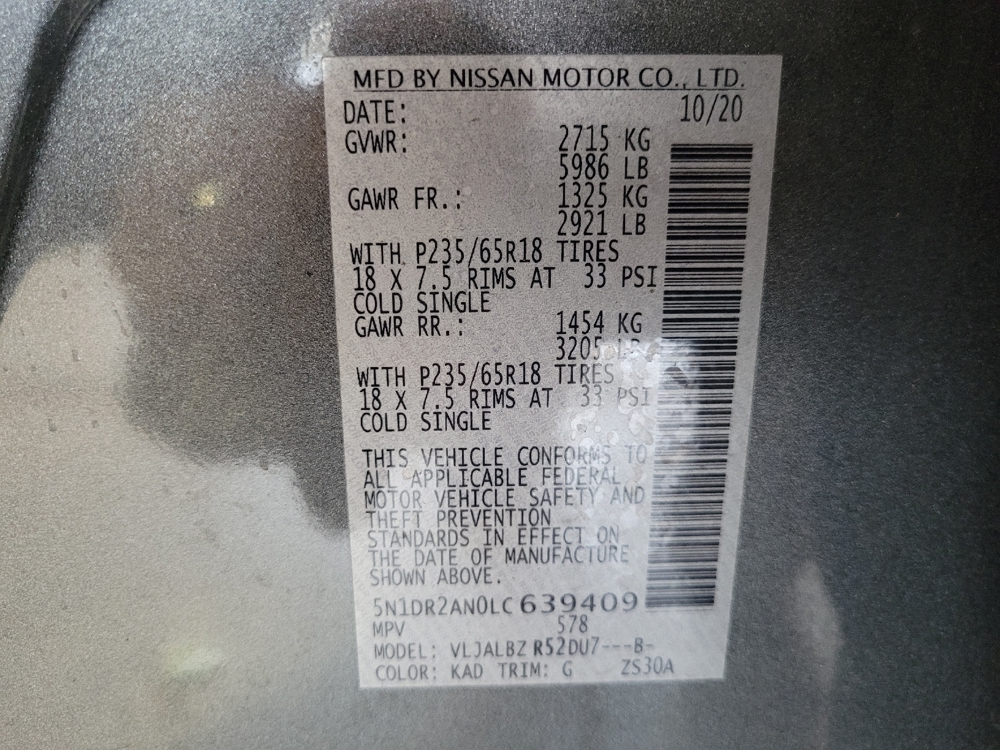 MFD BY NISSAN MOTOR CO., LTD.
DATE: 10/20
GVWR: 2715 KG
5986 LB
GAWR FR.: 1325 KG
2921 LB
WITH P235/65R18 TIRES
18 X 7.5 RIMS AT 33 PSI
COLD SINGLE
GAWR RR.: 1454 KG
3205 LB
WITH P235/65R18 TIRES
18 X 7.5 RIMS AT 33 PSI
COLD SINGLE
THIS VEHICLE CONFORMS TO
ALL APPLICABLE FEDERAL
MOTOR VEHICLE SAFETY AND
THEFT PREVENTION
STANDARDS IN EFFECT ON
THE DATE OF MANUFACTURE
SHOWN ABOVE.
5N1DR2AN0LC639409
MPV 578
MODEL: VLJALBZ R52DU7---B-
COLOR: KAD TRIM: G ZS30A